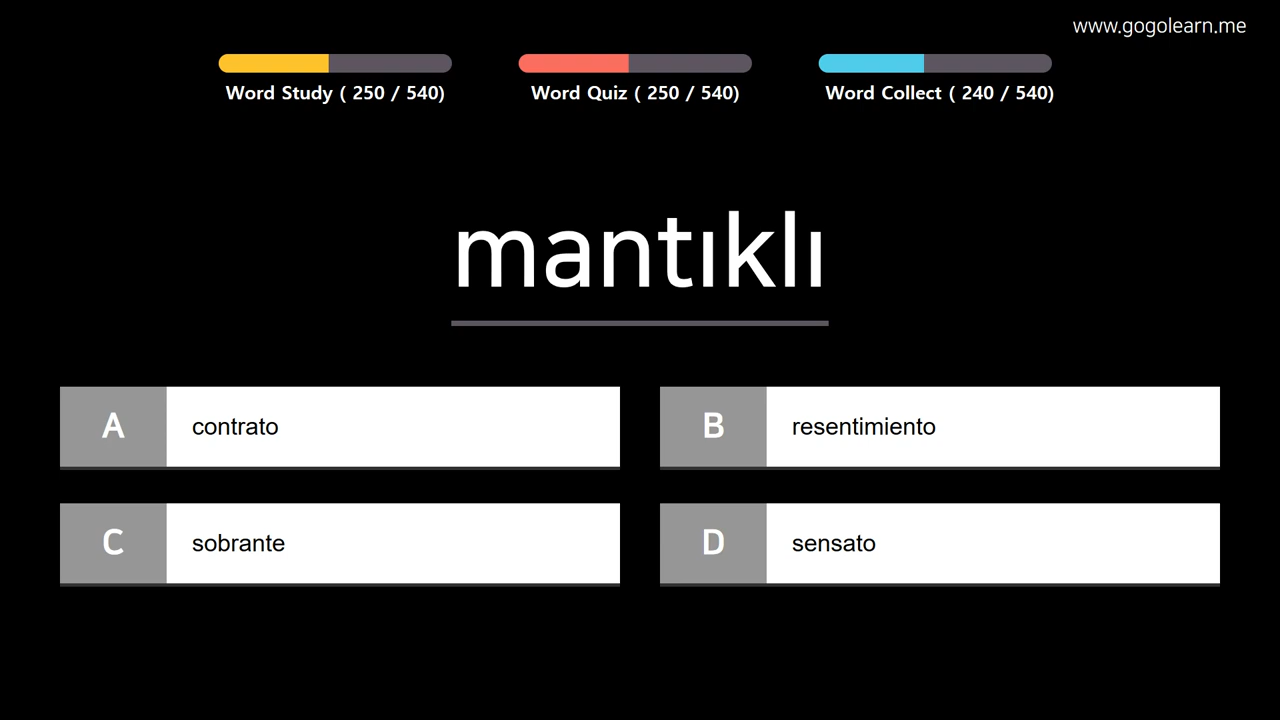 www.gogolearn.me
Word Study ( 250 / 540)
Word Quiz ( 250 / 540)
Word Collect ( 240 / 540)
mantıklı
A
contrato
B
resentimiento
C
sobrante
D
sensato